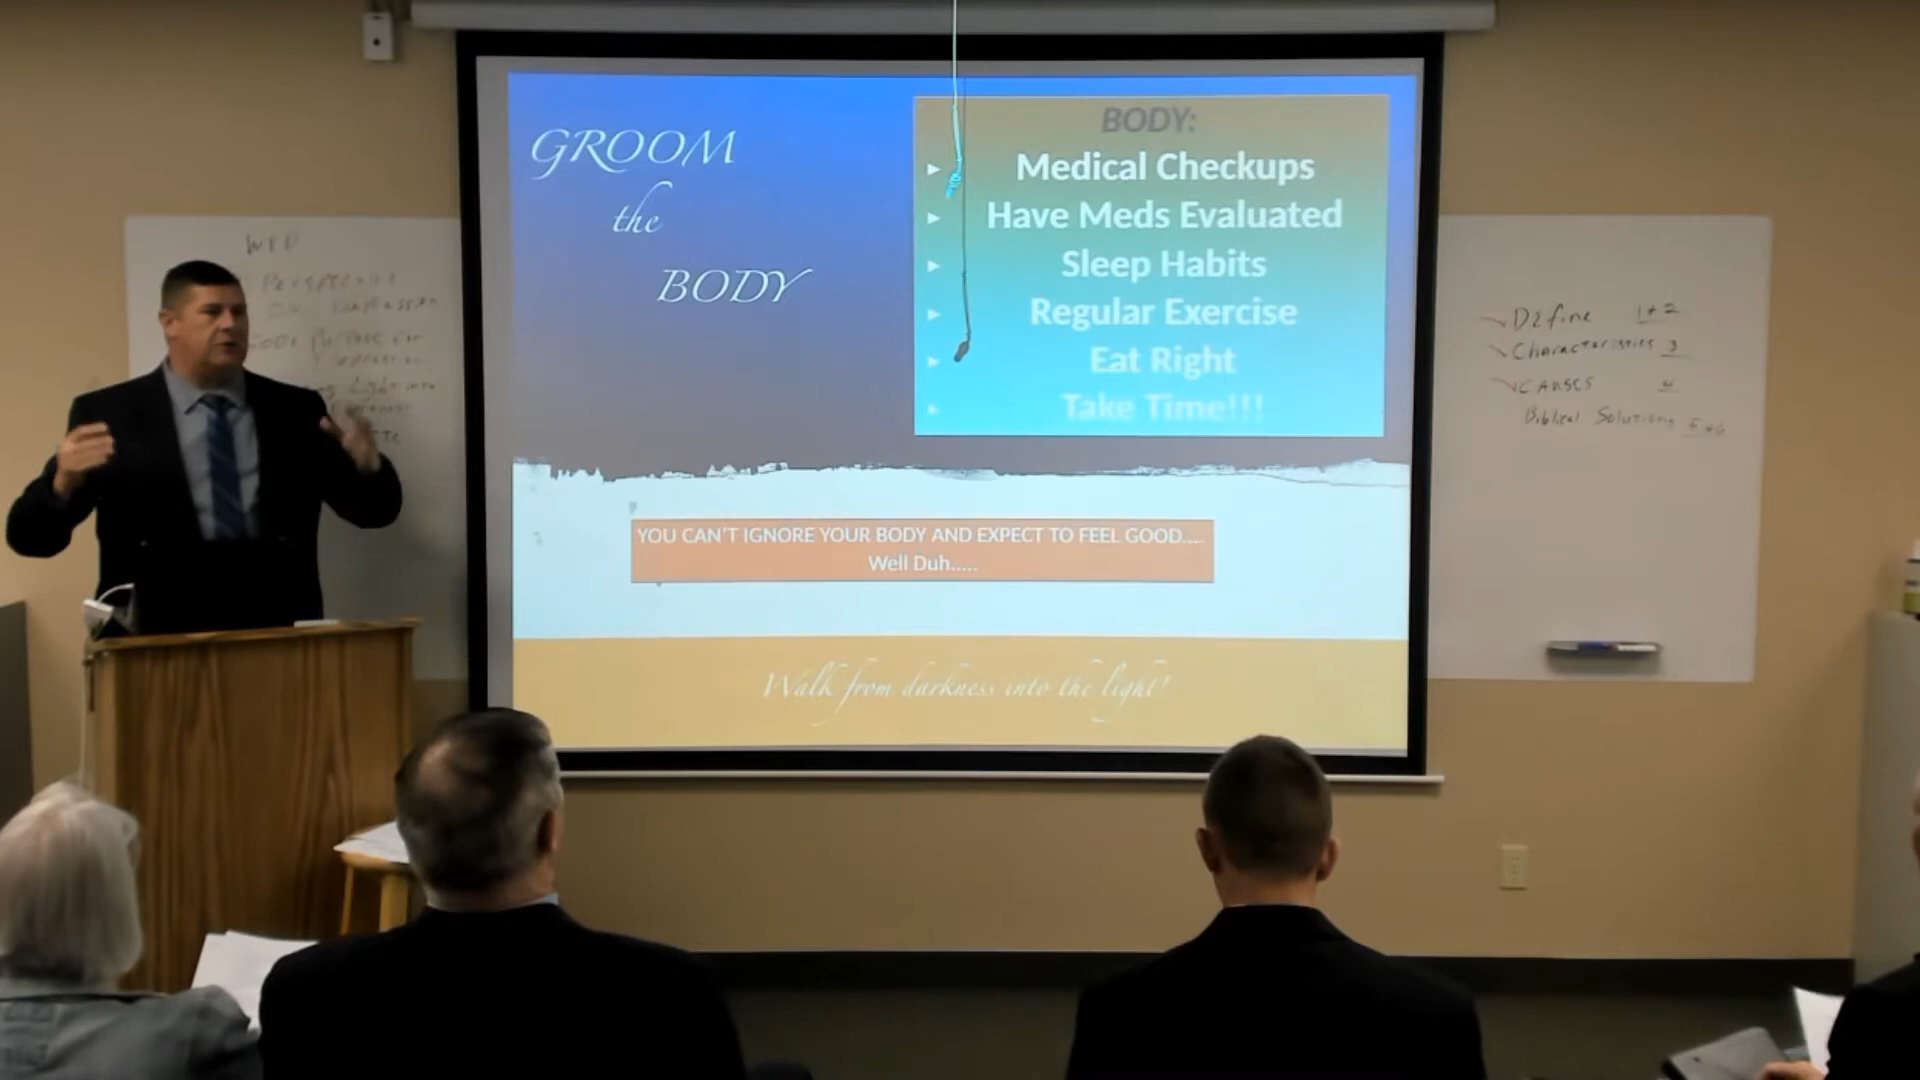 GROOM
the
BODY
BODY:
Medical Checkups
Have Meds Evaluated
Sleep Habits
Regular Exercise
Eat Right
Take Time!!!
YOU CAN'T IGNORE YOUR BODY AND EXPECT TO FEEL GOOD....
Well Duh.....
Walk from darkness into the light!
WED
Define 1+2
Characteristics 3
Causes 4
Biblical Solutions 5+6